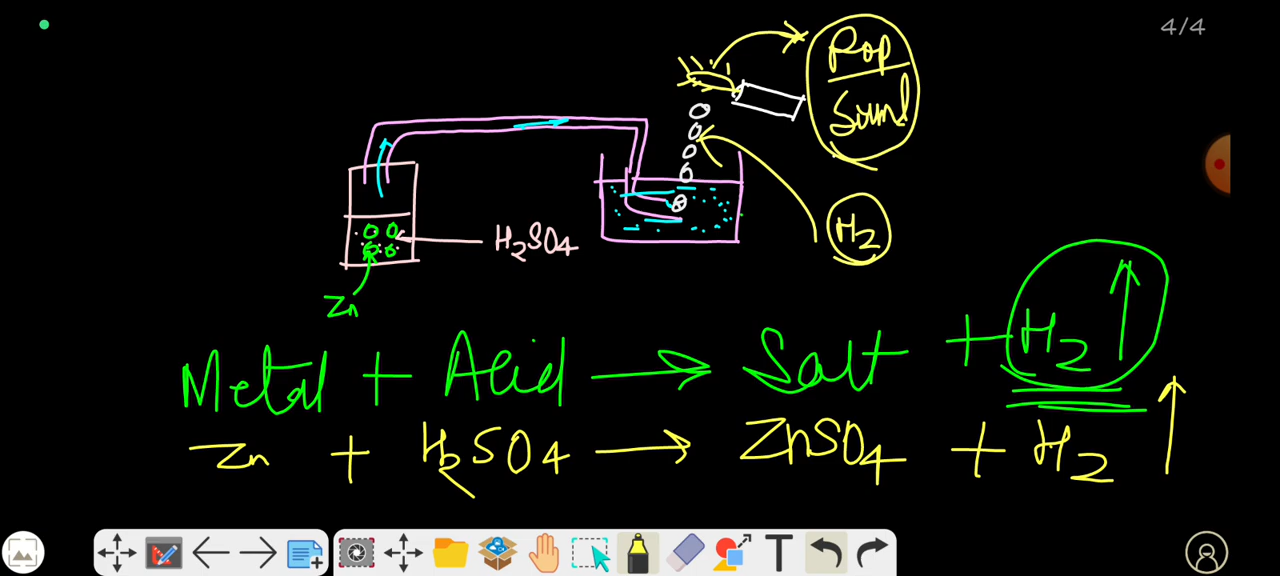 4/4
Pop
Sound
H2
H2SO4
Zn
Metal + Acid → Salt + H2 ↑
Zn + H2SO4 → ZnSO4 + H2 ↑
T